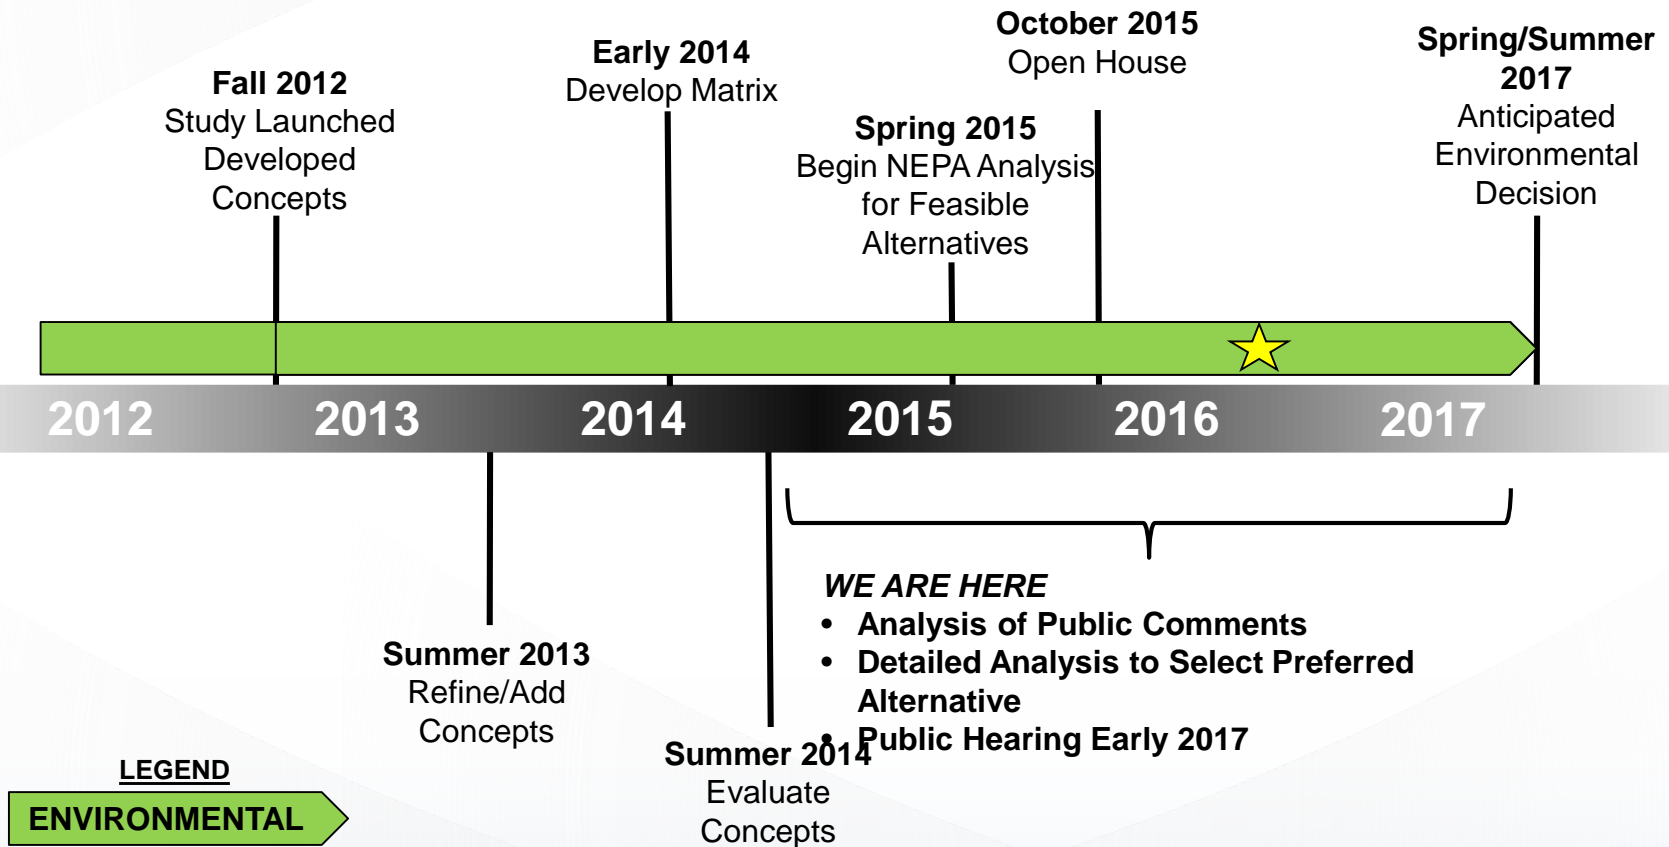 Fall 2012
Study Launched
Developed
Concepts
Early 2014
Develop Matrix
Spring 2015
Begin NEPA Analysis
for Feasible
Alternatives
October 2015
Open House
Spring/Summer
2017
Anticipated
Environmental
Decision
2012 2013 2014 2015 2016 2017
Summer 2013
Refine/Add
Concepts
Summer 2014
Evaluate
Concepts
WE ARE HERE
• Analysis of Public Comments
• Detailed Analysis to Select Preferred
Alternative
• Public Hearing Early 2017
LEGEND
ENVIRONMENTAL